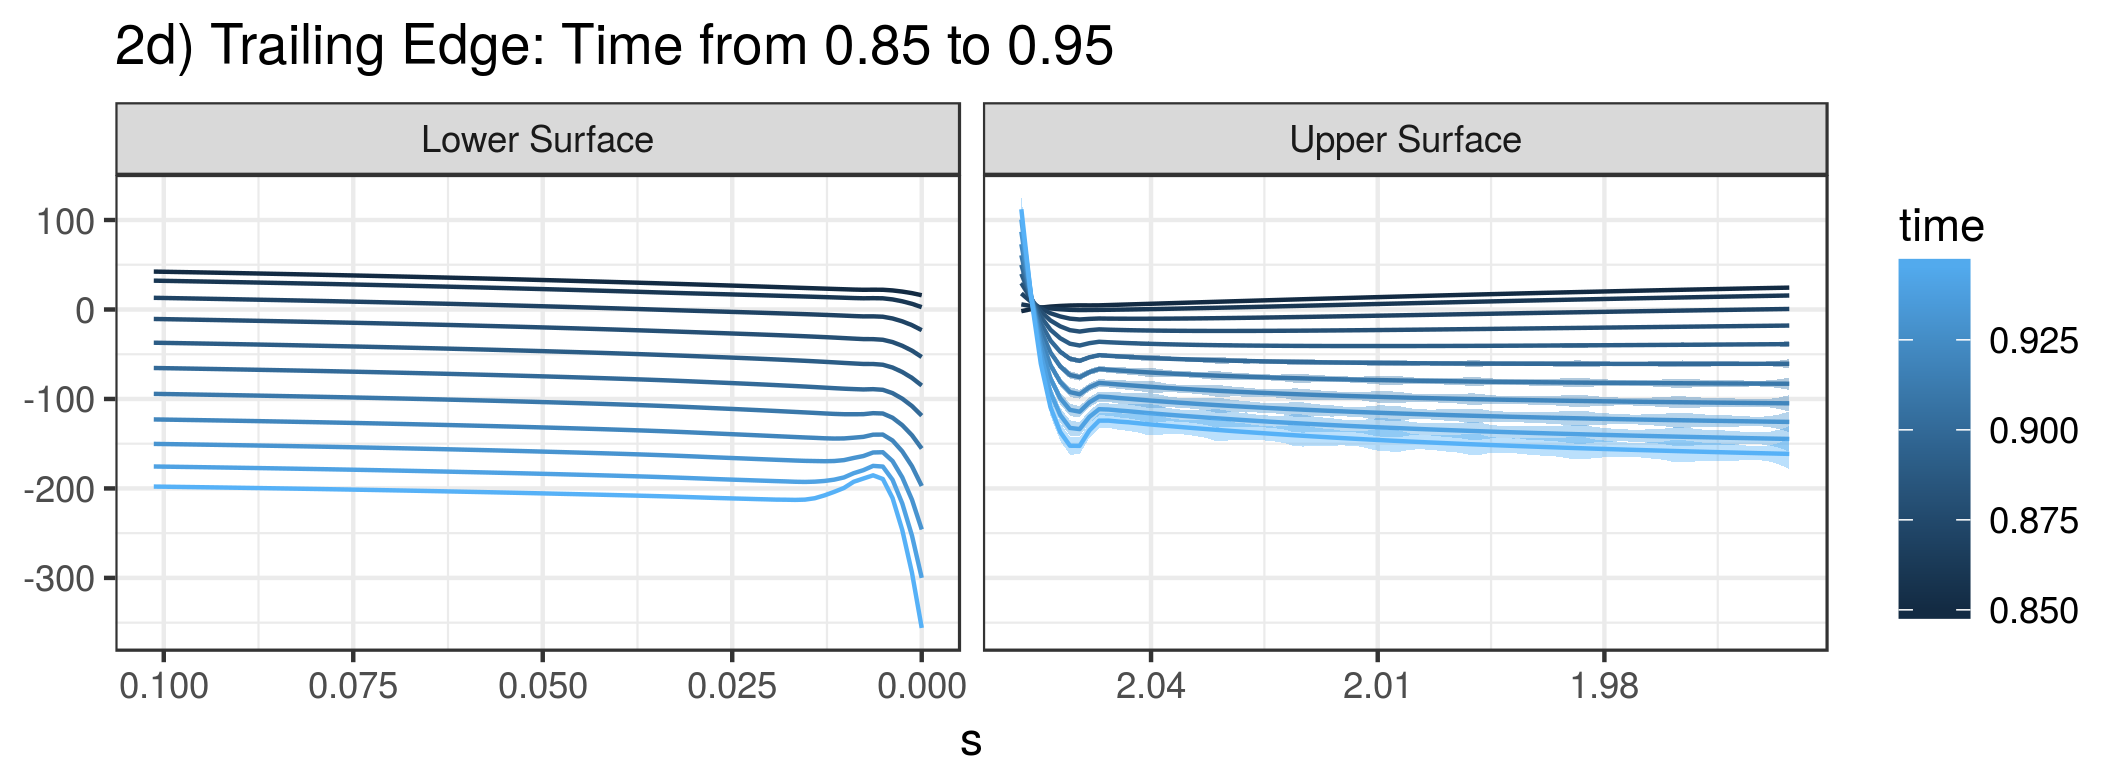 2d) Trailing Edge: Time from 0.85 to 0.95
Lower Surface
Upper Surface
100
0
-100
-200
-300
0.100 0.075 0.050 0.025 0.000
2.04 2.01 1.98
s
time
0.925
0.900
0.875
0.850